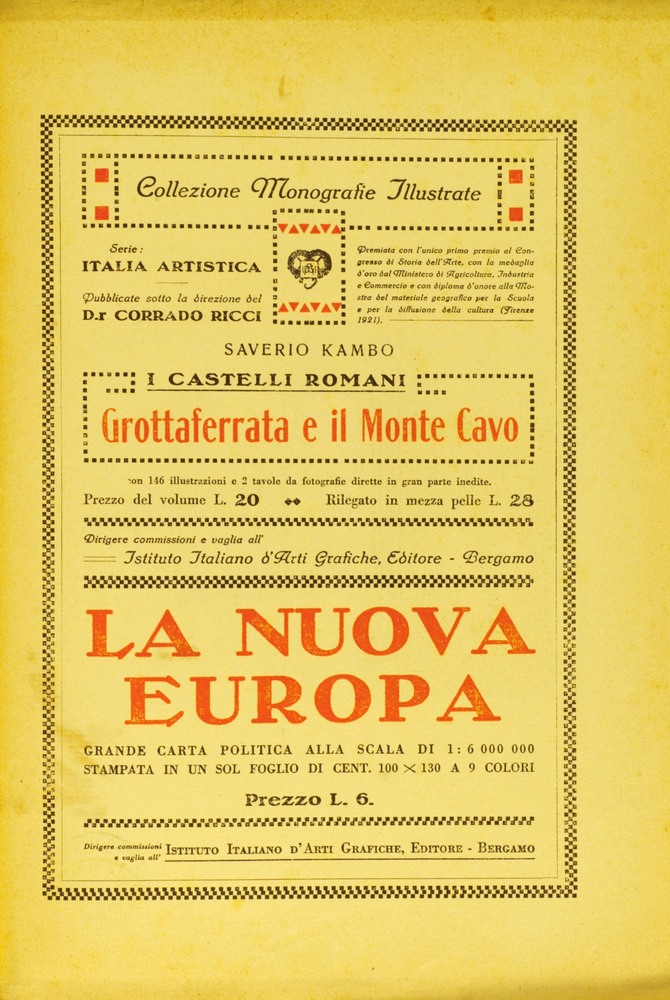 Collezione Monografie Illustrate
Serie:
ITALIA ARTISTICA
Pubblicate sotto la direzione del
D.r CORRADO RICCI
Premiata con l'unico primo premio al Con-
gresso di Storia dell'Arte, con la medaglia
d'oro dal Ministero di Agricoltura, Industria
e Commercio e con diploma d'onore alla Mo-
stra del materiale geografico per la Scuola
e per la diffusione della cultura (Firenze
1921).
SAVERIO KAMBO
I CASTELLI ROMANI
Grottaferrata e il Monte Cavo
con 146 illustrazioni e 2 tavole da fotografie dirette in gran parte inedite.
Prezzo del volume L. 20 Rilegato in mezza pelle L. 28
Dirigere commissioni e vaglia all'
Istituto Italiano d'Arti Grafiche, Editore - Bergamo
LA NUOVA
EUROPA
GRANDE CARTA POLITICA ALLA SCALA DI 1:6 000 000
STAMPATA IN UN SOL FOGLIO DI CENT. 100 × 130 A 9 COLORI
Prezzo L. 6.
Dirigere commissioni
e vaglia all'
ISTITUTO ITALIANO D'ARTI GRAFICHE, EDITORE - BERGAMO